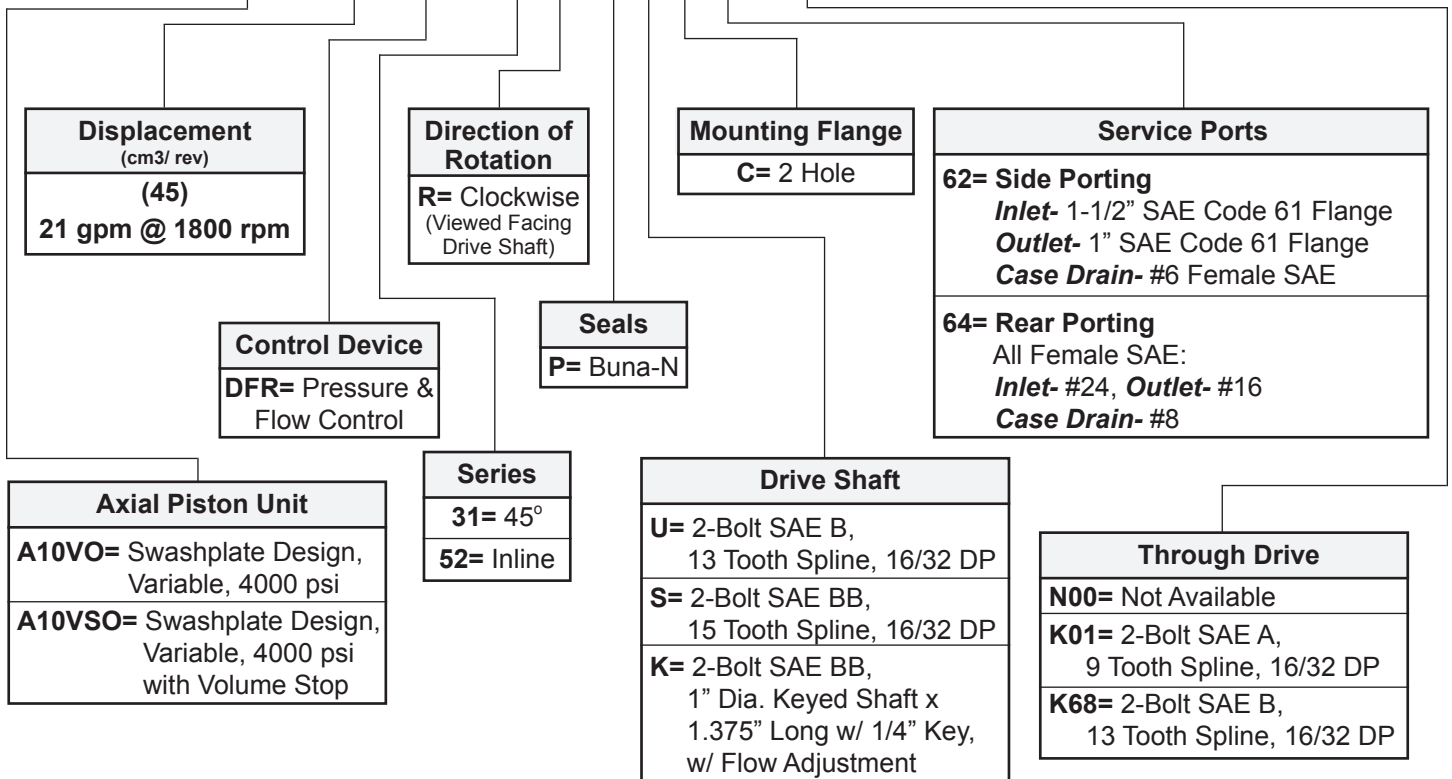 Displacement
(cm3/ rev)
(45)
21 gpm @ 1800 rpm
Direction of
Rotation
R= Clockwise
(Viewed Facing
Drive Shaft)
Mounting Flange
C= 2 Hole
Service Ports
62= Side Porting
Inlet- 1-1/2” SAE Code 61 Flange
Outlet- 1” SAE Code 61 Flange
Case Drain- #6 Female SAE
64= Rear Porting
All Female SAE:
Inlet- #24, Outlet- #16
Case Drain- #8
Control Device
DFR= Pressure &
Flow Control
Seals
P= Buna-N
Axial Piston Unit
A10VO= Swashplate Design,
Variable, 4000 psi
A10VSO= Swashplate Design,
Variable, 4000 psi
with Volume Stop
Series
31= 45°
52= Inline
Drive Shaft
U= 2-Bolt SAE B,
13 Tooth Spline, 16/32 DP
S= 2-Bolt SAE BB,
15 Tooth Spline, 16/32 DP
K= 2-Bolt SAE BB,
1” Dia. Keyed Shaft x
1.375” Long w/ 1/4” Key,
w/ Flow Adjustment
Through Drive
N00= Not Available
K01= 2-Bolt SAE A,
9 Tooth Spline, 16/32 DP
K68= 2-Bolt SAE B,
13 Tooth Spline, 16/32 DP